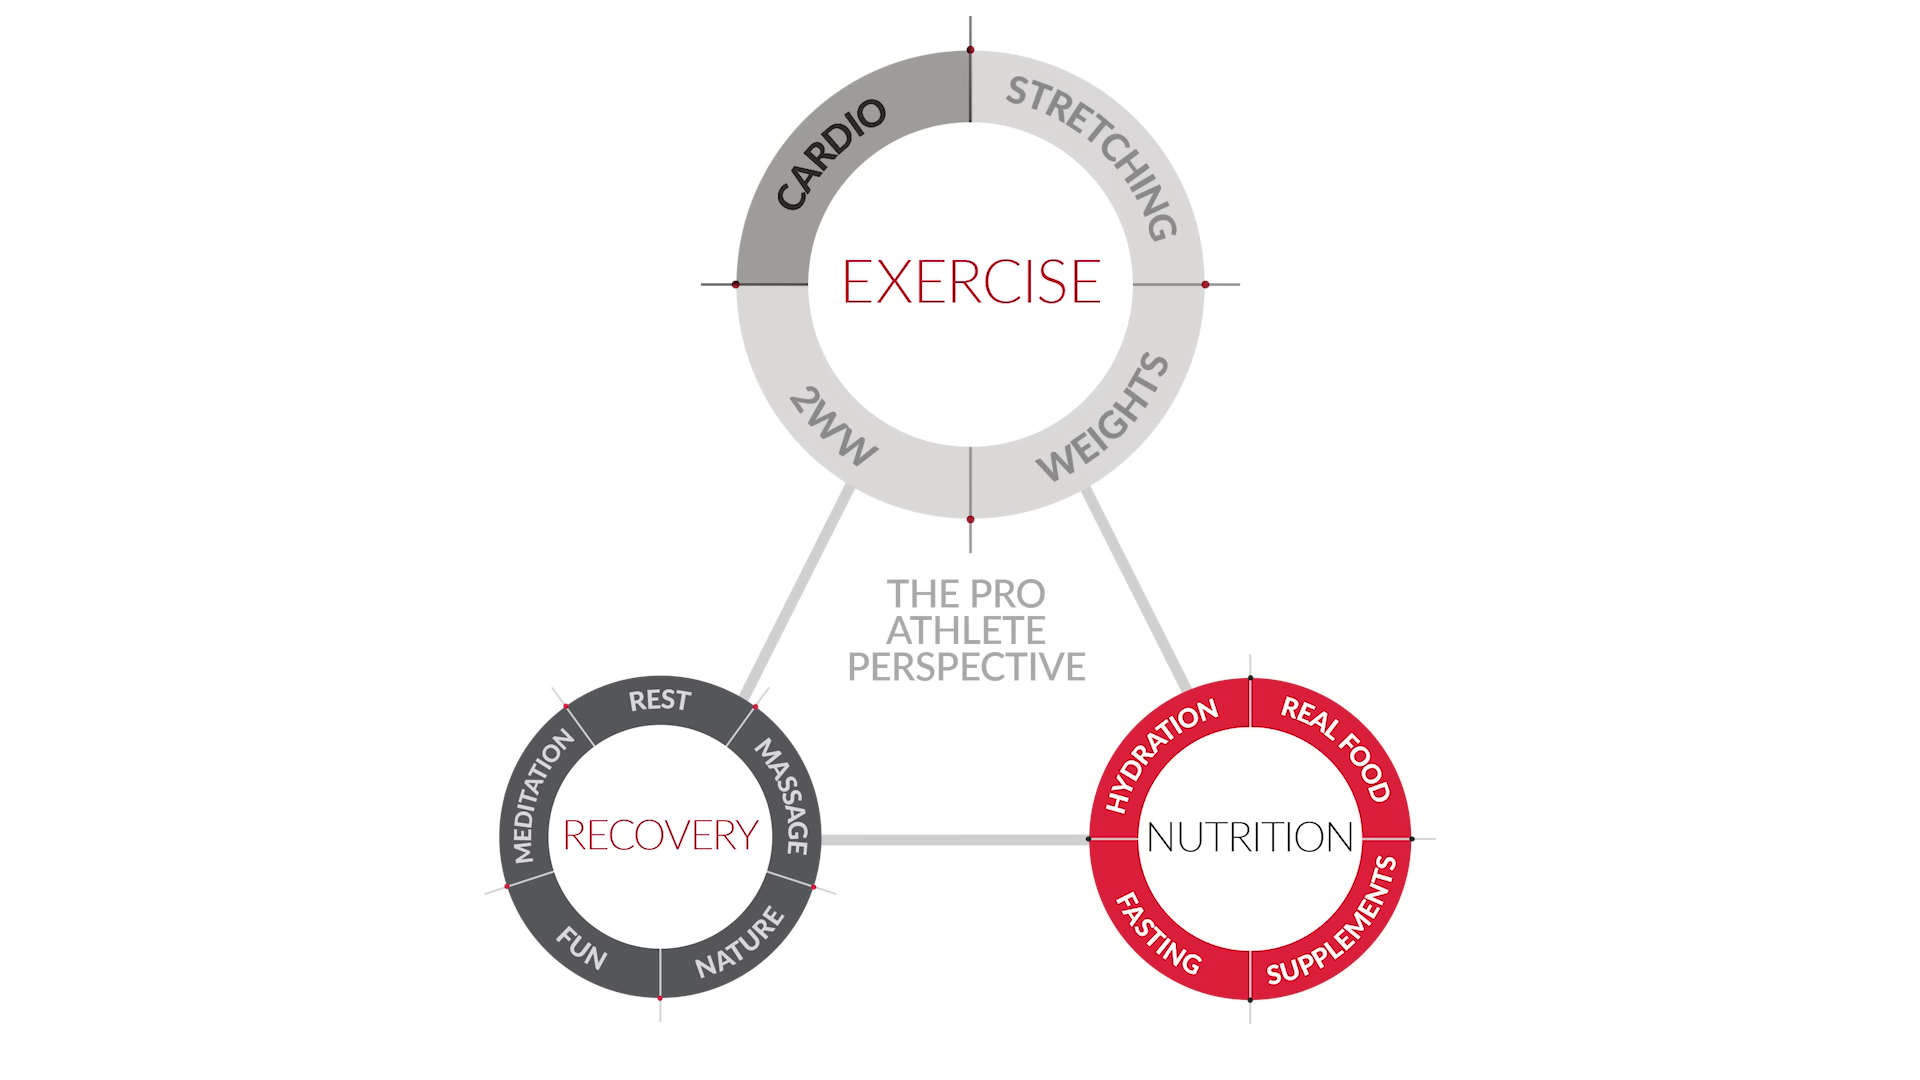 CARDIO
STRETCHING
EXERCISE
2WW
WEIGHTS
THE PRO
ATHLETE
PERSPECTIVE
REST
MEDITATION
MASSAGE
RECOVERY
FUN
NATURE
HYDRATION
REAL FOOD
NUTRITION
FASTING
SUPPLEMENTS